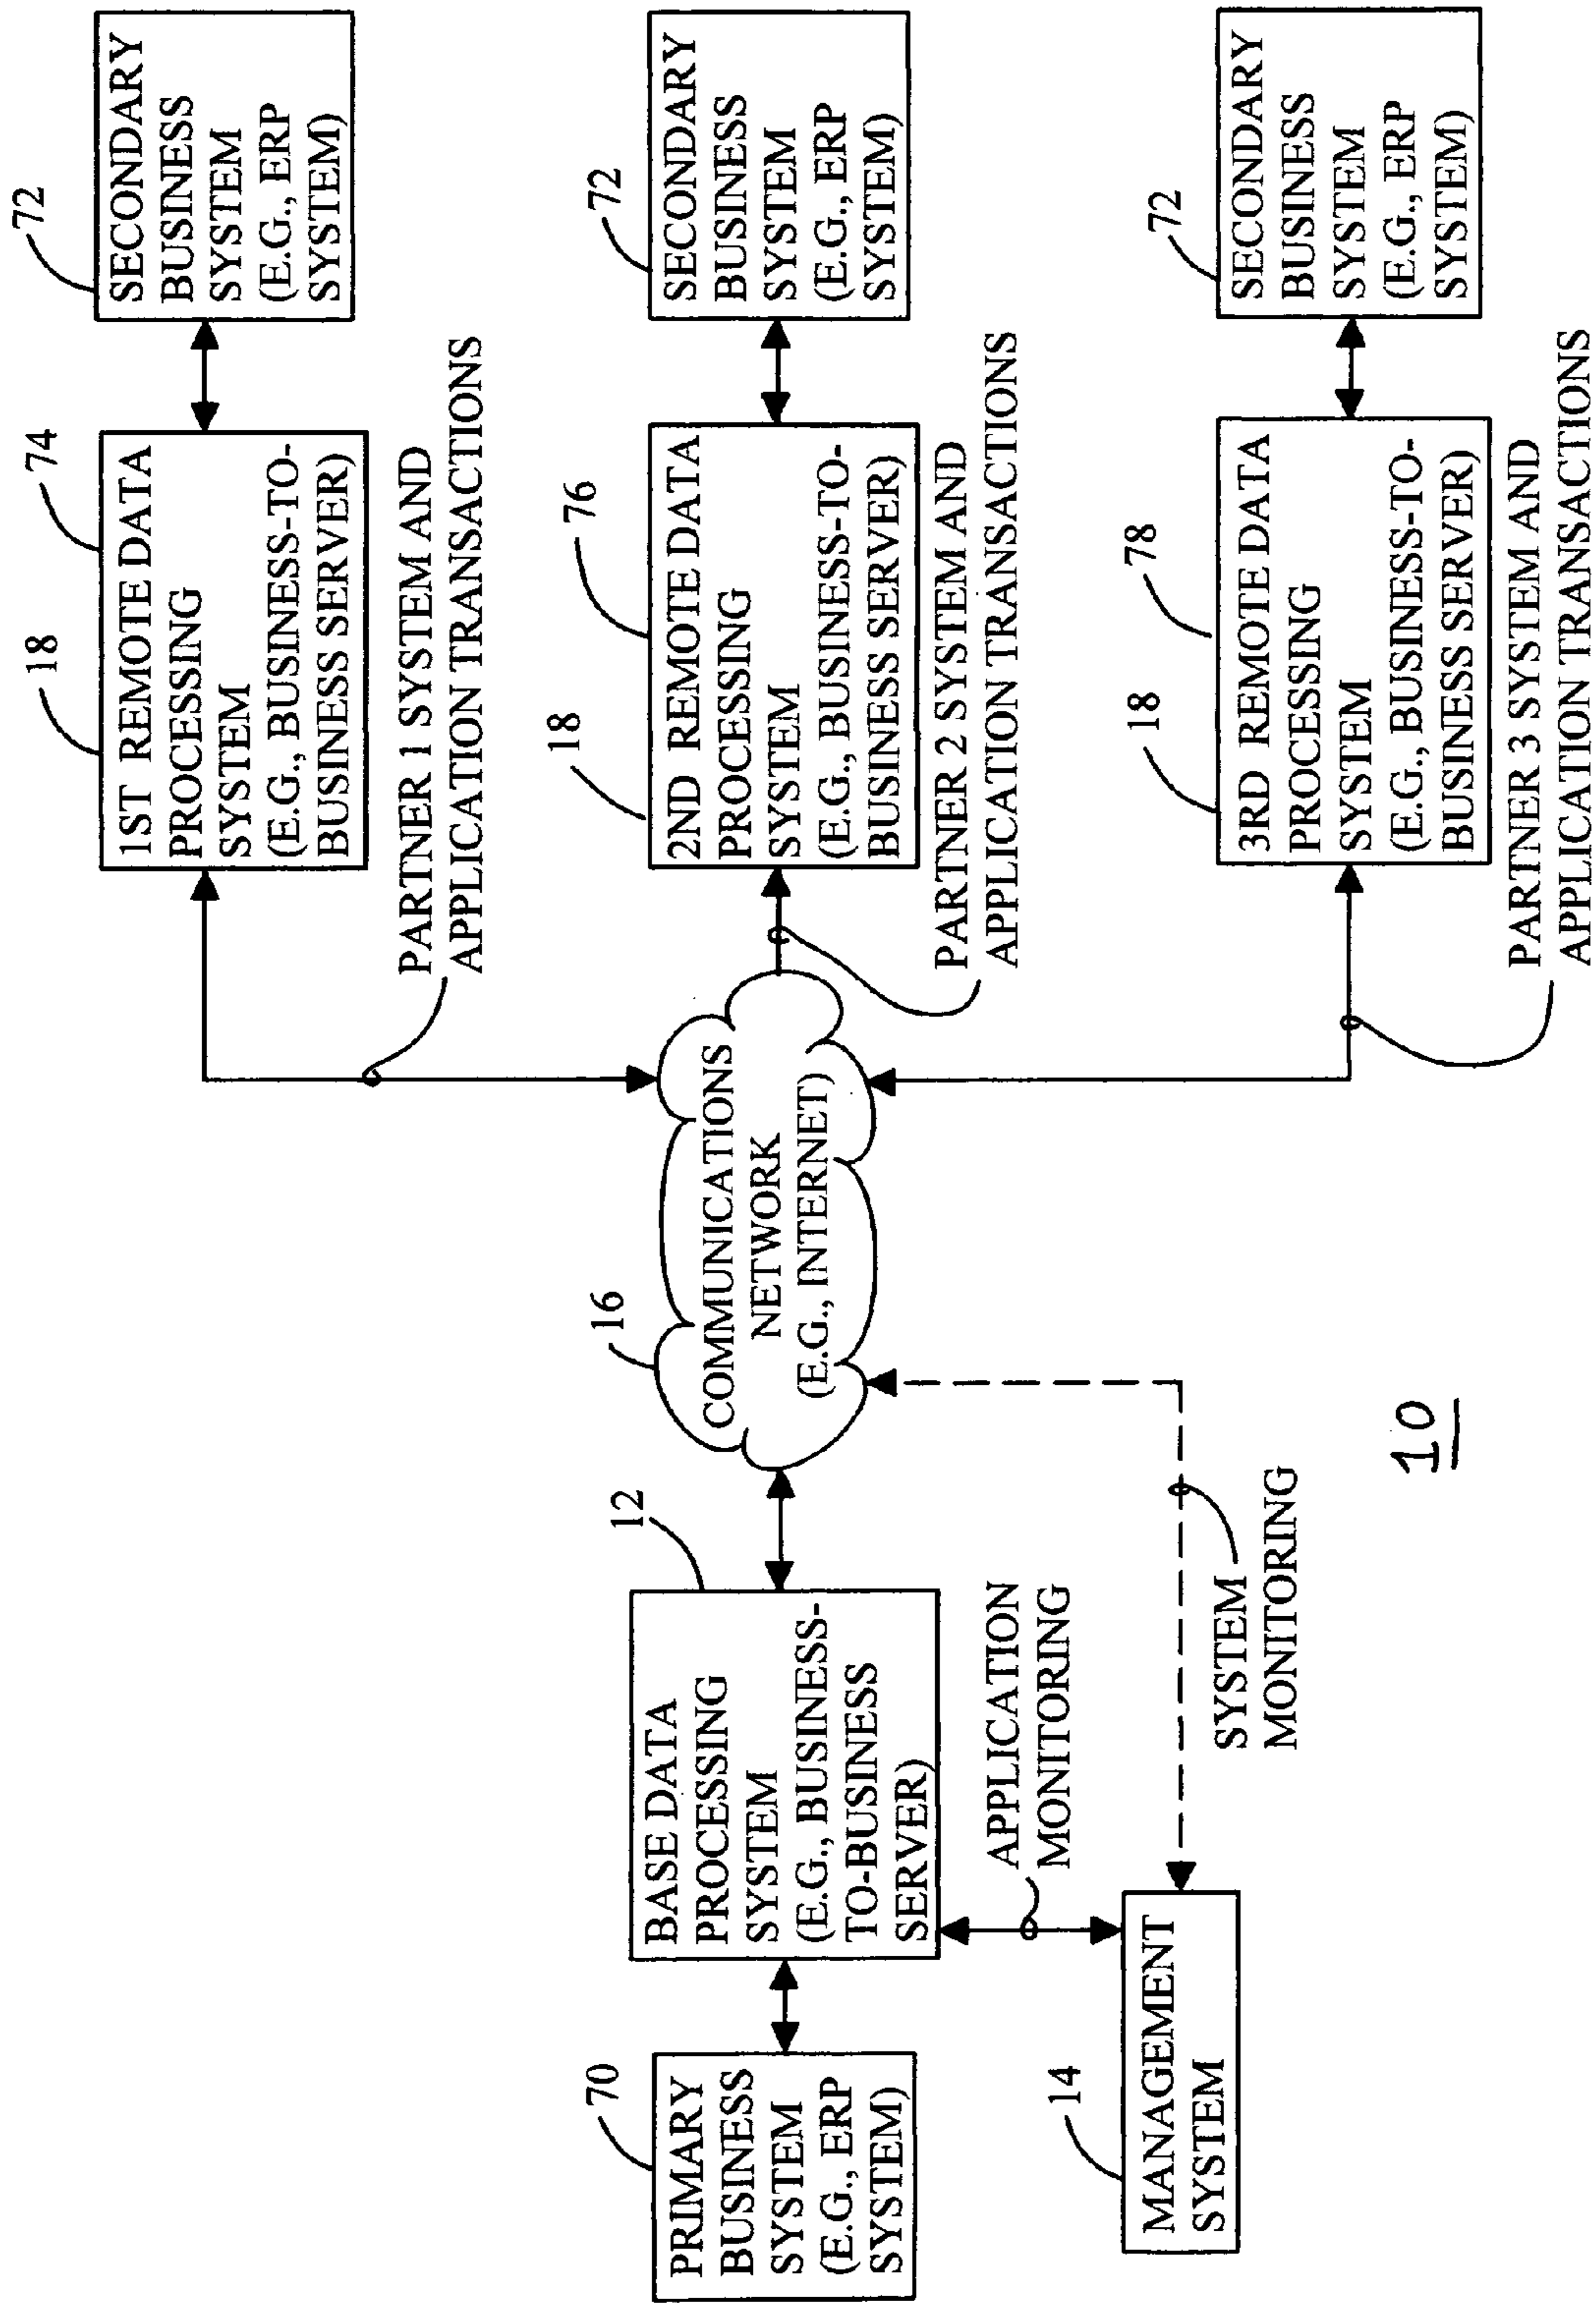 70
PRIMARY
BUSINESS
SYSTEM
(E.G., ERP
SYSTEM)
12
BASE DATA
PROCESSING
SYSTEM
(E.G., BUSINESS-
TO-BUSINESS
SERVER)
14
MANAGEMENT
SYSTEM
APPLICATION
MONITORING
SYSTEM
MONITORING
16
COMMUNICATIONS
NETWORK
(E.G., INTERNET)
18
74
1ST REMOTE DATA
PROCESSING
SYSTEM
(E.G., BUSINESS-TO-
BUSINESS SERVER)
PARTNER 1 SYSTEM AND
APPLICATION TRANSACTIONS
72
SECONDARY
BUSINESS
SYSTEM
(E.G., ERP
SYSTEM)
18
76
2ND REMOTE DATA
PROCESSING
SYSTEM
(E.G., BUSINESS-TO-
BUSINESS SERVER)
PARTNER 2 SYSTEM AND
APPLICATION TRANSACTIONS
72
SECONDARY
BUSINESS
SYSTEM
(E.G., ERP
SYSTEM)
18
78
3RD REMOTE DATA
PROCESSING
SYSTEM
(E.G., BUSINESS-TO-
BUSINESS SERVER)
PARTNER 3 SYSTEM AND
APPLICATION TRANSACTIONS
72
SECONDARY
BUSINESS
SYSTEM
(E.G., ERP
SYSTEM)
10